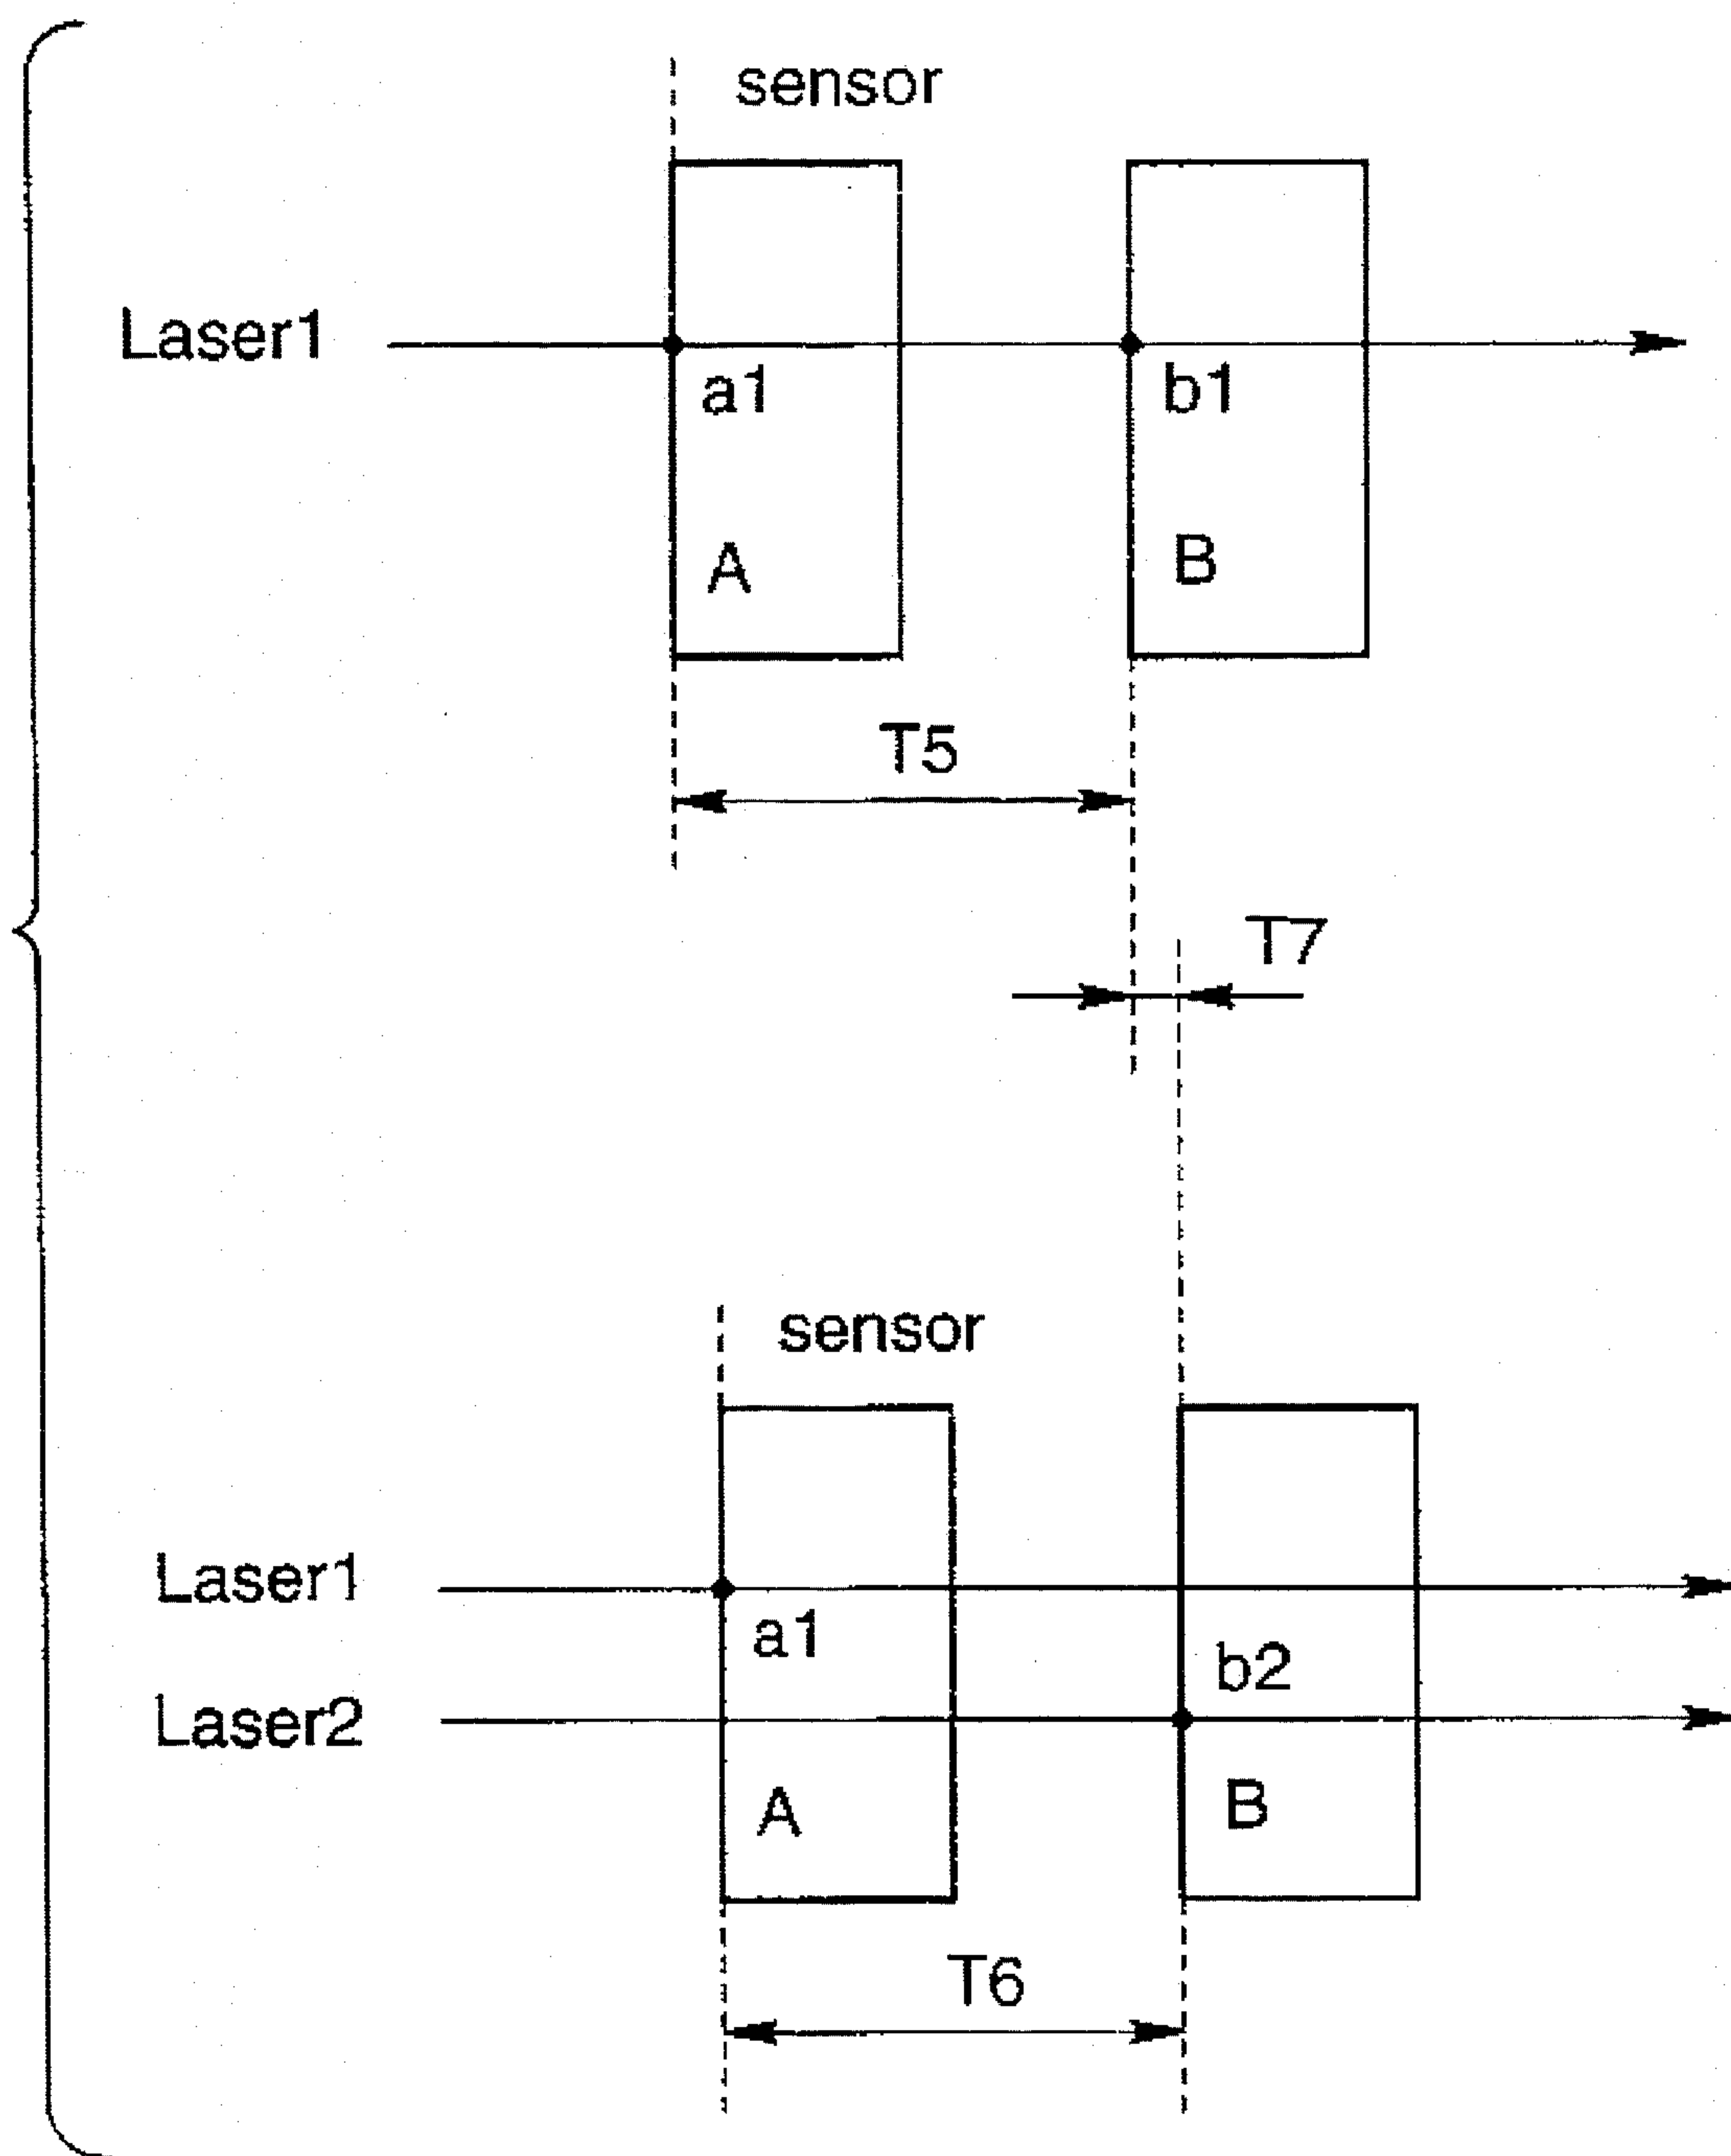 sensor
Laser1
a1
b1
A
B
T5
T7
sensor
Laser1
a1
b2
Laser2
A
B
T6